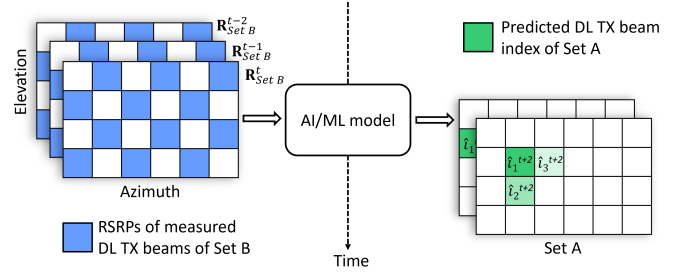 R^{t-2}_{Set B}
R^{t-1}_{Set B}
R^{t}_{Set B}
Elevation
Azimuth
RSRPs of measured
DL TX beams of Set B
AI/ML model
Time
Predicted DL TX beam
index of Set A
î_1
î_1^{t+2} î_3^{t+2}
î_2^{t+2}
Set A